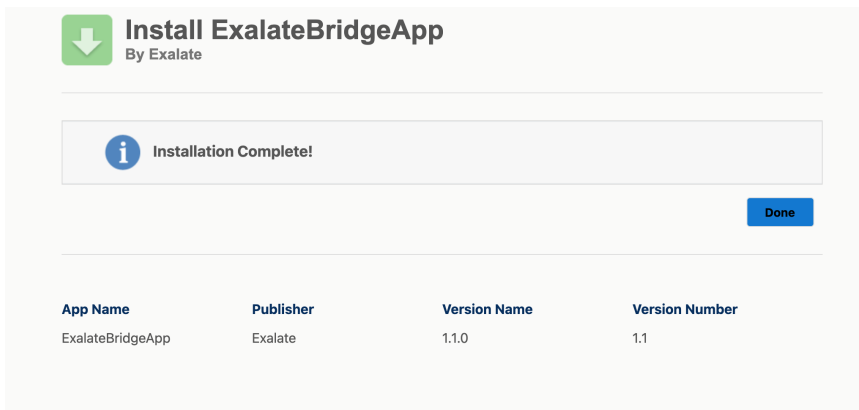 Install ExalateBridgeApp
By Exalate
i Installation Complete!
Done
App Name Publisher Version Name Version Number
ExalateBridgeApp Exalate 1.1.0 1.1